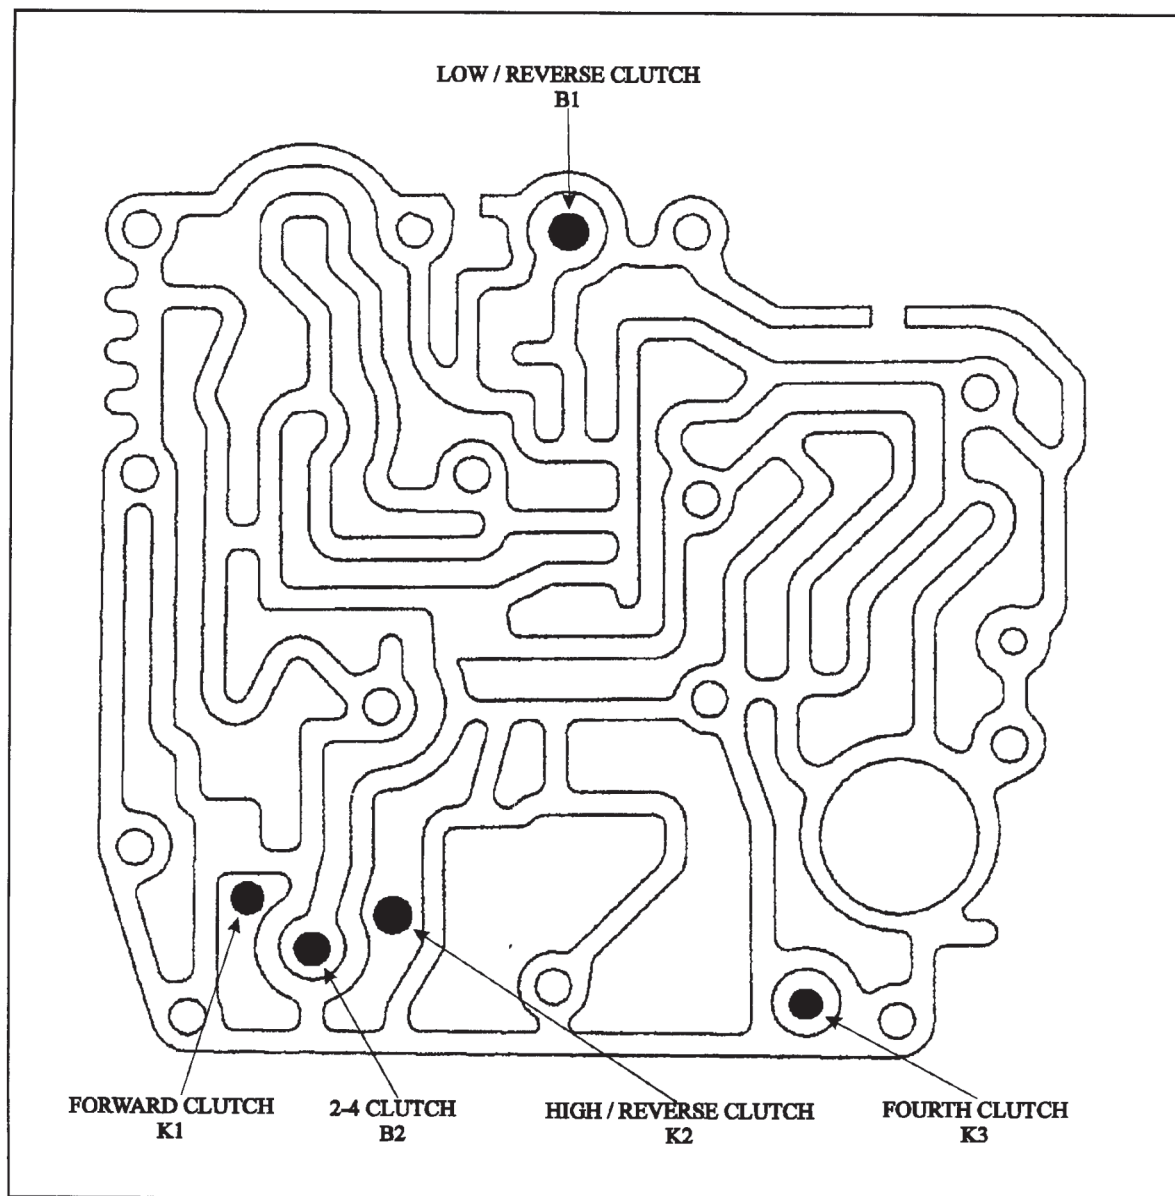 LOW / REVERSE CLUTCH
B1
FORWARD CLUTCH
K1
2-4 CLUTCH
B2
HIGH / REVERSE CLUTCH
K2
FOURTH CLUTCH
K3